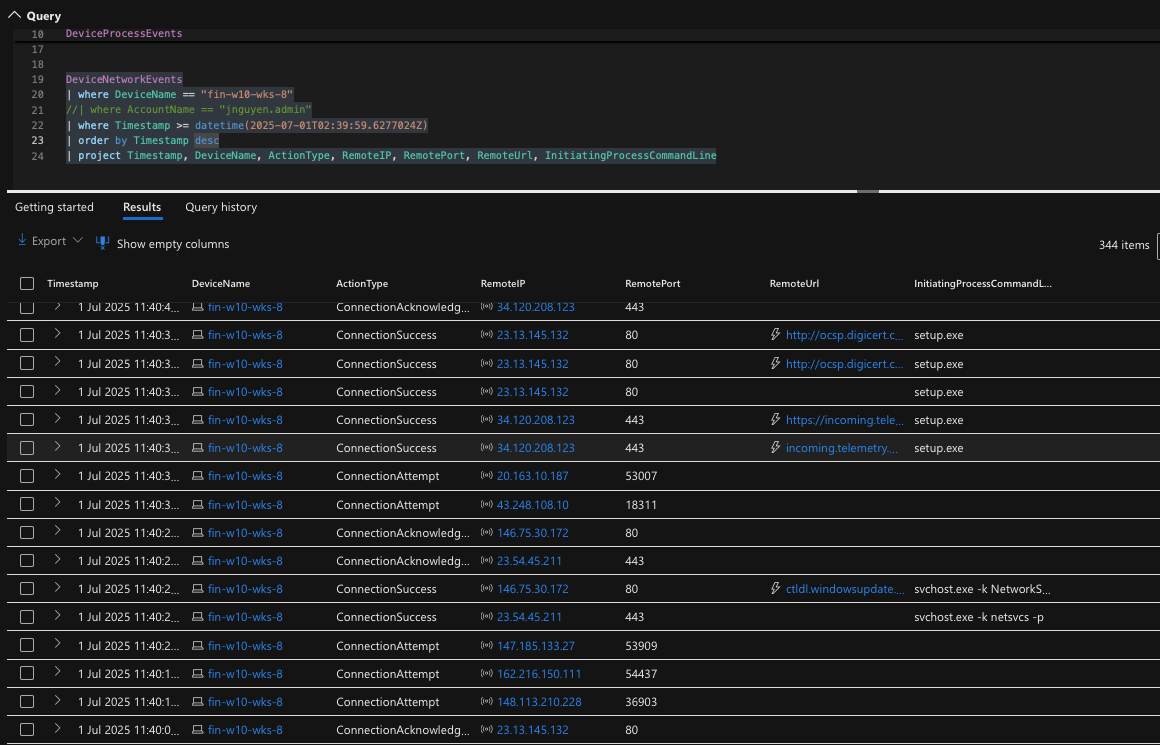 Query
10 DeviceProcessEvents
17
18
19 DeviceNetworkEvents
20 | where DeviceName == "fin-w10-wks-8"
21 //| where AccountName == "jnguyen.admin"
22 | where Timestamp >= datetime(2025-07-01T02:39:59.6277024Z)
23 | order by Timestamp desc
24 | project Timestamp, DeviceName, ActionType, RemoteIP, RemotePort, RemoteUrl, InitiatingProcessCommandLine
Getting started Results Query history
Export Show empty columns 344 items
Timestamp DeviceName ActionType RemoteIP RemotePort RemoteUrl InitiatingProcessCommandL...
1 Jul 2025 11:40:4... fin-w10-wks-8 ConnectionAcknowledg... 34.120.208.123 443
1 Jul 2025 11:40:3... fin-w10-wks-8 ConnectionSuccess 23.13.145.132 80 http://ocsp.digicert.c... setup.exe
1 Jul 2025 11:40:3... fin-w10-wks-8 ConnectionSuccess 23.13.145.132 80 http://ocsp.digicert.c... setup.exe
1 Jul 2025 11:40:3... fin-w10-wks-8 ConnectionSuccess 23.13.145.132 80 setup.exe
1 Jul 2025 11:40:3... fin-w10-wks-8 ConnectionSuccess 34.120.208.123 443 https://incoming.tele... setup.exe
1 Jul 2025 11:40:3... fin-w10-wks-8 ConnectionSuccess 34.120.208.123 443 incoming.telemetry.... setup.exe
1 Jul 2025 11:40:3... fin-w10-wks-8 ConnectionAttempt 20.163.10.187 53007
1 Jul 2025 11:40:3... fin-w10-wks-8 ConnectionAttempt 43.248.108.10 18311
1 Jul 2025 11:40:2... fin-w10-wks-8 ConnectionAcknowledg... 146.75.30.172 80
1 Jul 2025 11:40:2... fin-w10-wks-8 ConnectionAcknowledg... 23.54.45.211 443
1 Jul 2025 11:40:2... fin-w10-wks-8 ConnectionSuccess 146.75.30.172 80 ctldl.windowsupdate.... svchost.exe -k NetworkS...
1 Jul 2025 11:40:2... fin-w10-wks-8 ConnectionSuccess 23.54.45.211 443 svchost.exe -k netsvcs -p
1 Jul 2025 11:40:2... fin-w10-wks-8 ConnectionAttempt 147.185.133.27 53909
1 Jul 2025 11:40:1... fin-w10-wks-8 ConnectionAttempt 162.216.150.111 54437
1 Jul 2025 11:40:1... fin-w10-wks-8 ConnectionAttempt 148.113.210.228 36903
1 Jul 2025 11:40:0... fin-w10-wks-8 ConnectionAcknowledg... 23.13.145.132 80